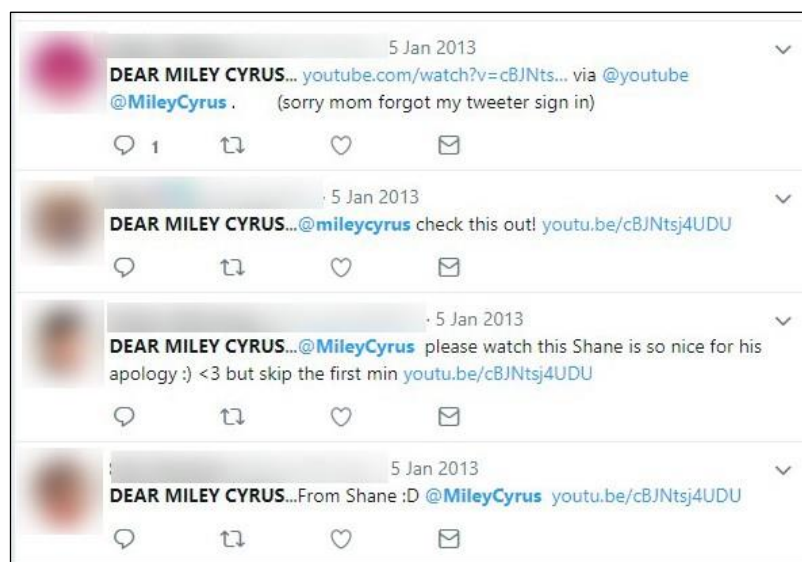 5 Jan 2013
DEAR MILEY CYRUS... youtube.com/watch?v=cBJNts... via @youtube
@MileyCyrus . (sorry mom forgot my tweeter sign in)
1
· 5 Jan 2013
DEAR MILEY CYRUS...@mileycyrus check this out! youtu.be/cBJNtsj4UDU
· 5 Jan 2013
DEAR MILEY CYRUS...@MileyCyrus please watch this Shane is so nice for his
apology :) <3 but skip the first min youtu.be/cBJNtsj4UDU
5 Jan 2013
DEAR MILEY CYRUS...From Shane :D @MileyCyrus youtu.be/cBJNtsj4UDU